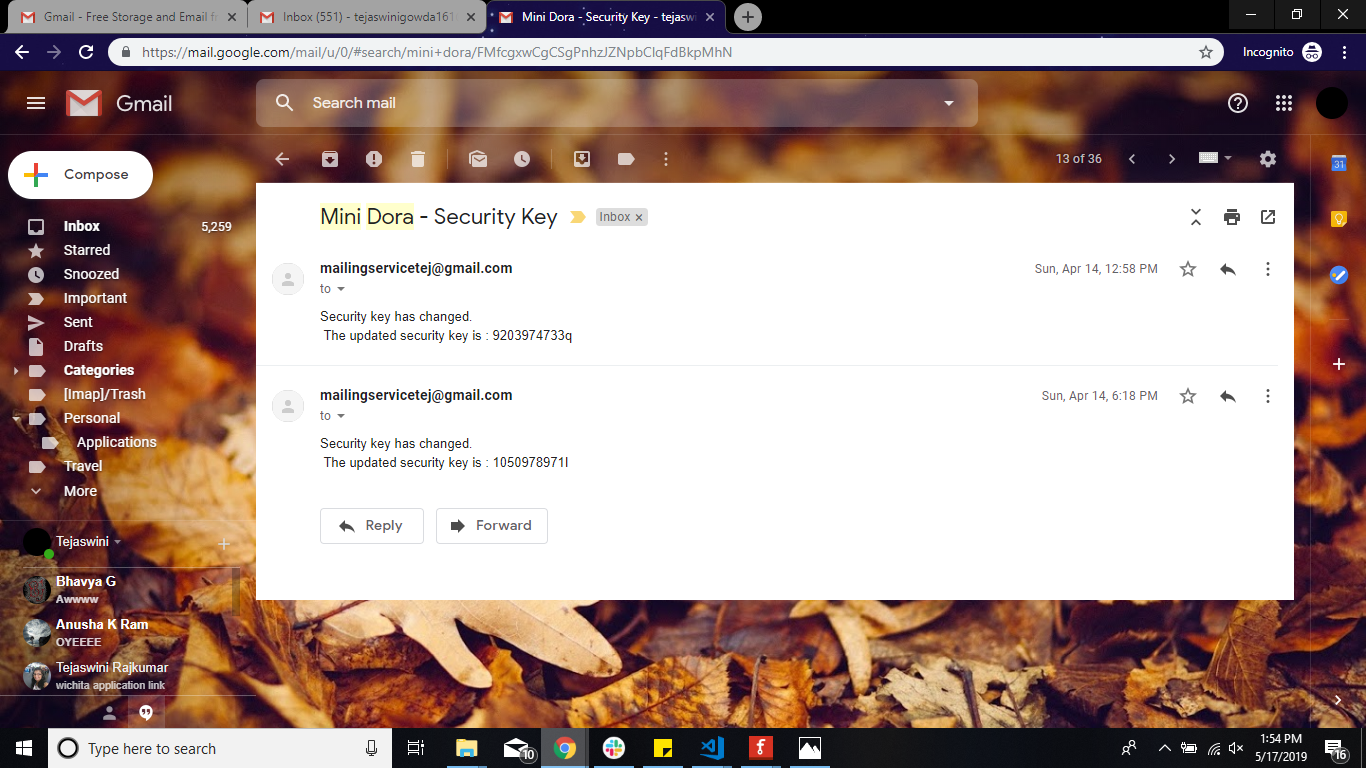 Gmail - Free Storage and Email fr
Inbox (551) - tejaswinigowda161
Mini Dora - Security Key - tejaswi
https://mail.google.com/mail/u/0/#search/mini+dora/FMfcgxwCgCSgPnhzJZNpbClqFdBkpMhN
Incognito
Gmail
Search mail
Compose
13 of 36
31
Inbox 5,259
Starred
Snoozed
Important
Sent
Drafts
Categories
[Imap]/Trash
Personal
Applications
Travel
More
Mini Dora - Security Key
Inbox ×
mailingservicetej@gmail.com
Sun, Apr 14, 12:58 PM
to
Security key has changed.
The updated security key is : 9203974733q
mailingservicetej@gmail.com
Sun, Apr 14, 6:18 PM
to
Security key has changed.
The updated security key is : 1050978971l
Reply
Forward
Tejaswini
Bhavya G
Awwww
Anusha K Ram
OYEEEE
Tejaswini Rajkumar
wichita application link
Type here to search
10
1:54 PM
5/17/2019
16